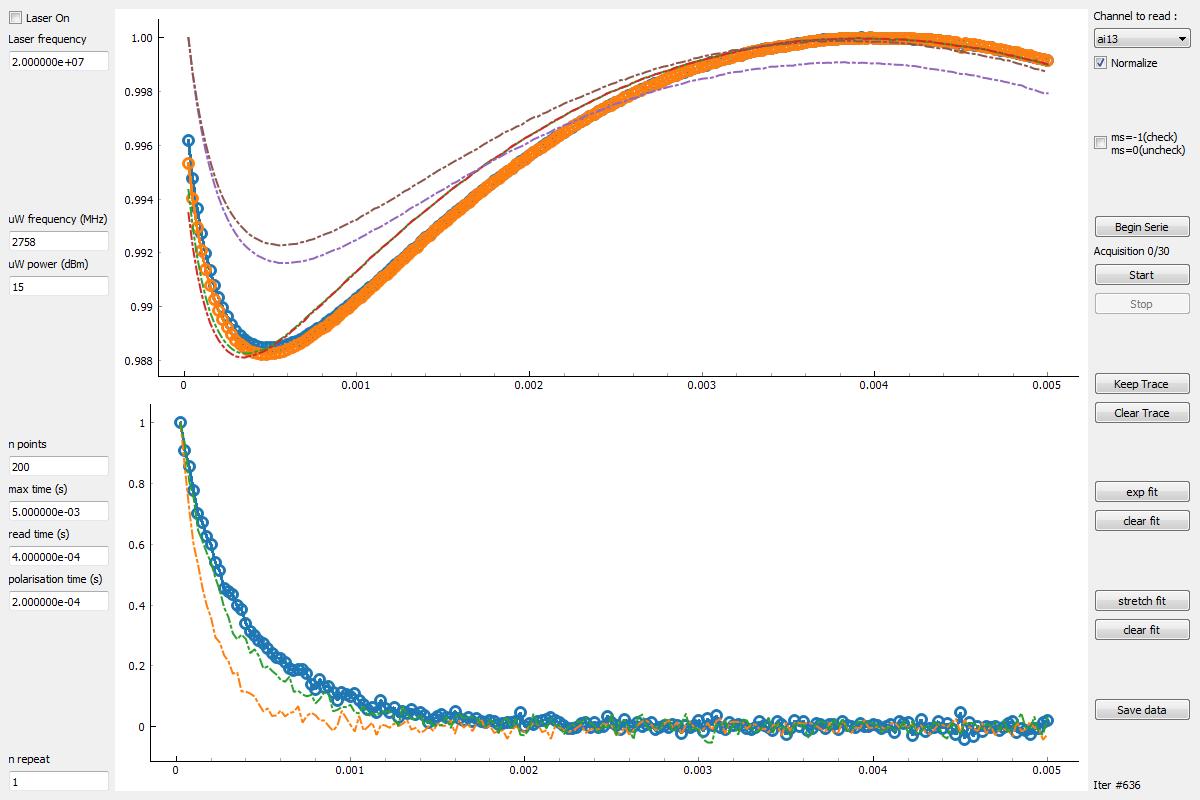 Laser On
Laser frequency
2.000000e+07
uW frequency (MHz)
2758
uW power (dBm)
15
n points
200
max time (s)
5.000000e-03
read time (s)
4.000000e-04
polarisation time (s)
2.000000e-04
n repeat
1
1.00
0.998
0.996
0.994
0.992
0.99
0.988
0
0.001
0.002
0.003
0.004
0.005
1
0.8
0.6
0.4
0.2
0
0
0.001
0.002
0.003
0.004
0.005
Channel to read :
ai13
Normalize
ms=-1(check)
ms=0(uncheck)
Begin Serie
Acquisition 0/30
Start
Stop
Keep Trace
Clear Trace
exp fit
clear fit
stretch fit
clear fit
Save data
Iter #636